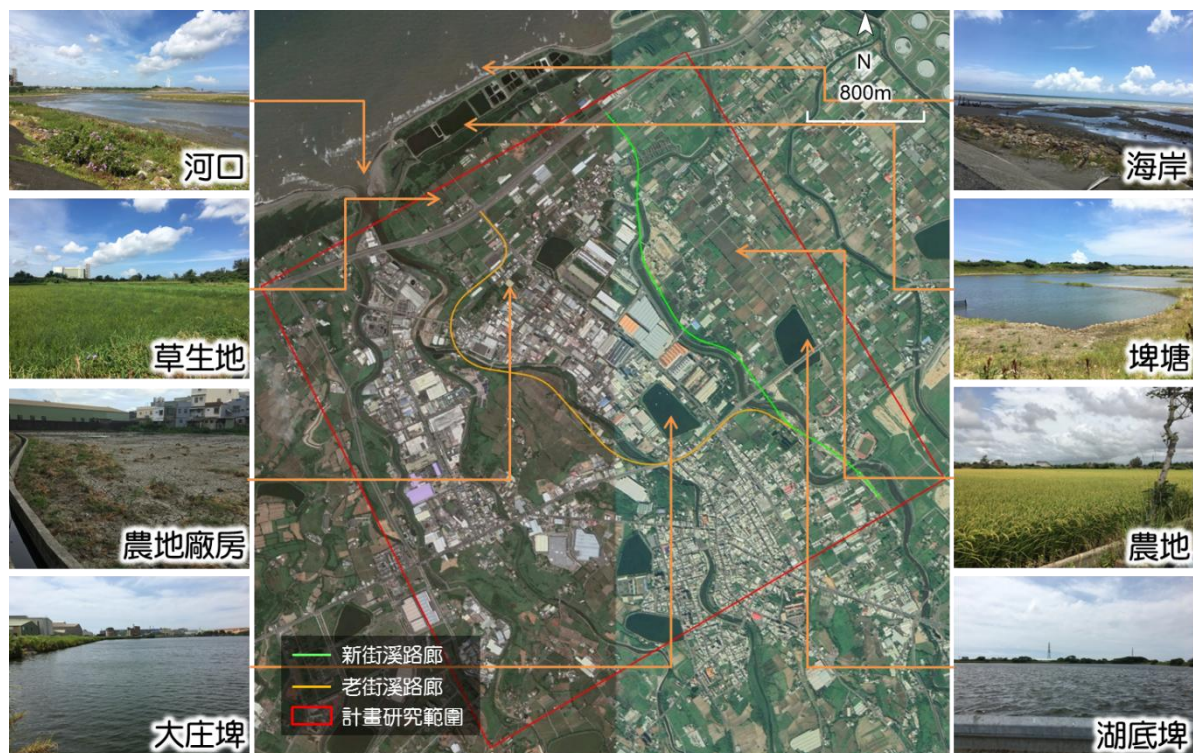 河口
草生地
農地廠房
大庄埤
N
800m
新街溪路廊
老街溪路廊
計畫研究範圍
海岸
埤塘
農地
湖底埤